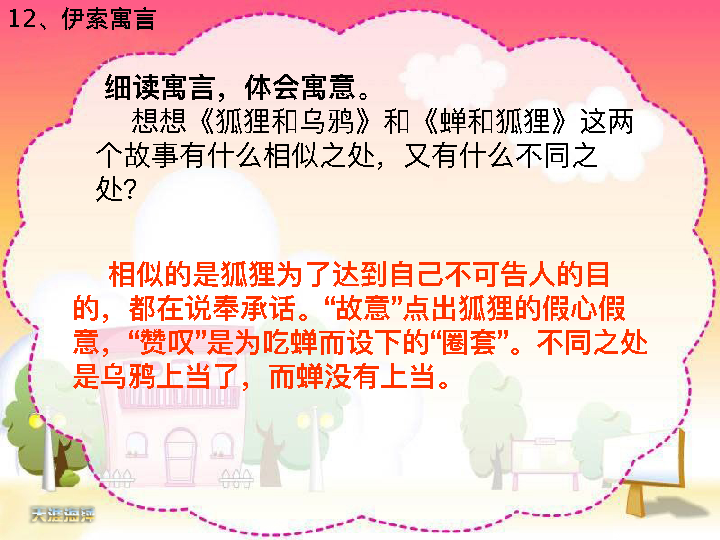 12、伊索寓言
细读寓言，体会寓意。
想想《狐狸和乌鸦》和《蝉和狐狸》这两
个故事有什么相似之处，又有什么不同之
处？
相似的是狐狸为了达到自己不可告人的目
的，都在说奉承话。“故意”点出狐狸的假心假
意，“赞叹”是为吃蝉而设下的“圈套”。不同之处
是乌鸦上当了，而蝉没有上当。